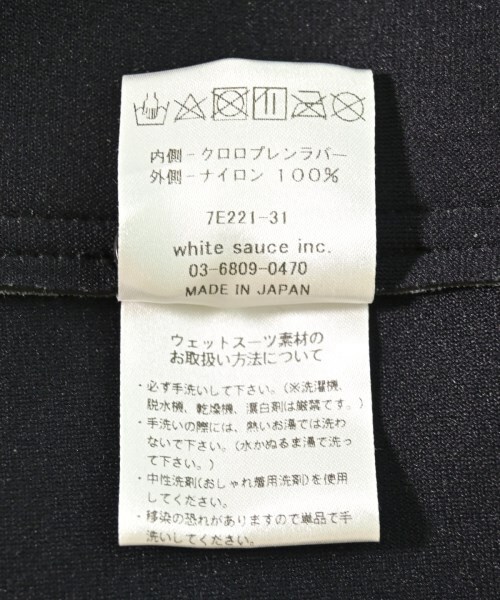 内側-クロロプレンラバー
外側-ナイロン 100%
7E221-31
white sauce inc.
03-6809-0470
MADE IN JAPAN
ウェットスーツ素材の
お取扱い方法について
・必ず手洗いして下さい。(※洗濯機、
脱水機、乾燥機、漂白剤は厳禁です。)
・手洗いの際には、熱いお湯では洗わ
ないで下さい。(水かぬるま湯で洗っ
て下さい。)
・中性洗剤(おしゃれ着用洗剤)を使用
してください。
・移染の恐れがありますので単品で手
洗いしてください。